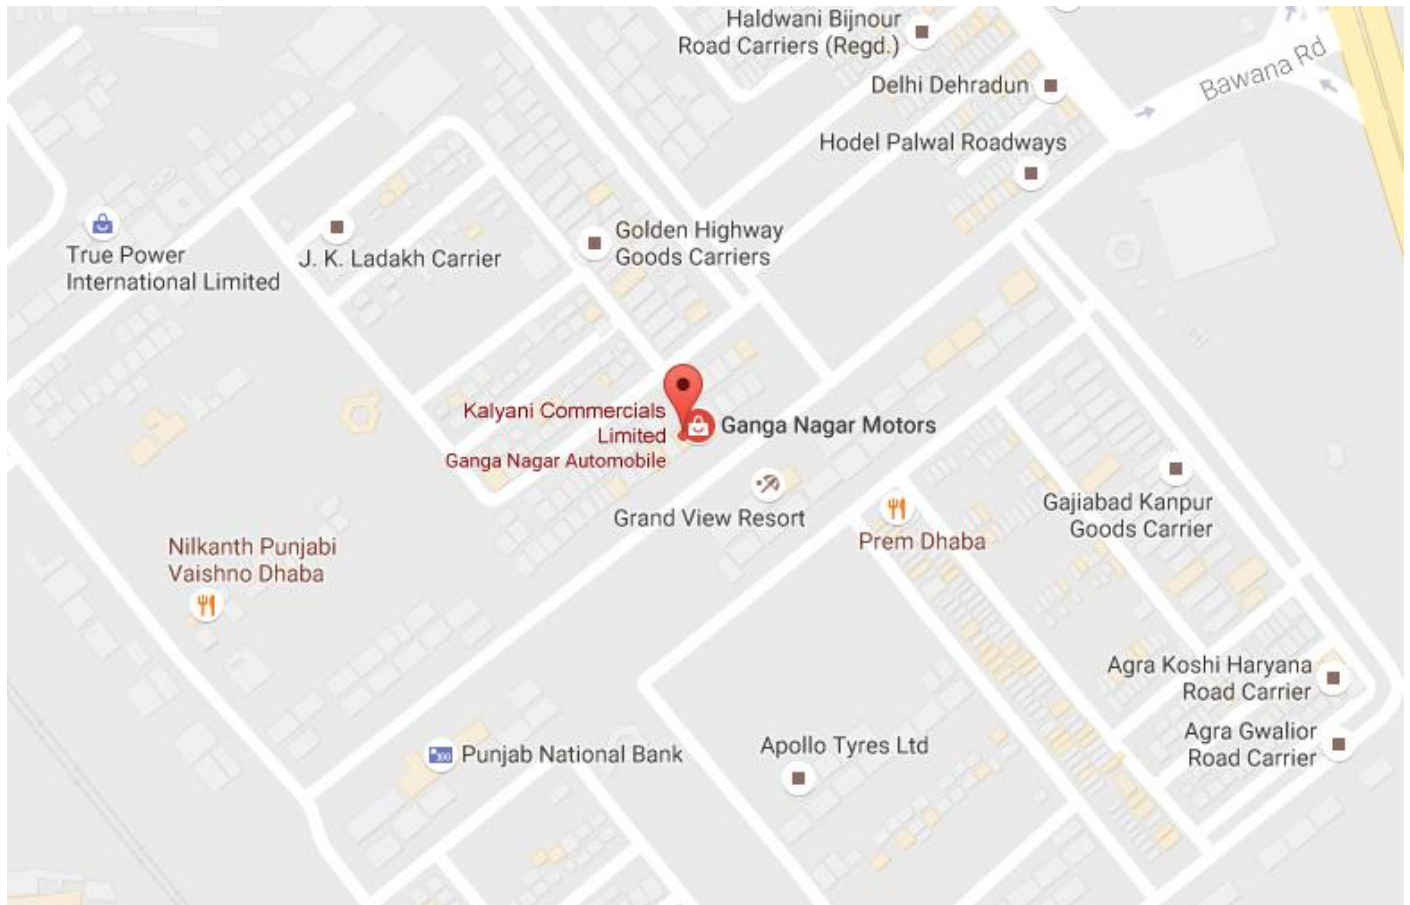 Haldwani Bijnour
Road Carriers (Regd.)
Bawana Rd
Delhi Dehradun
Hodel Palwal Roadways
True Power
International Limited
J. K. Ladakh Carrier
Golden Highway
Goods Carriers
Kalyani Commercials
Limited
Ganga Nagar Automobile
Ganga Nagar Motors
Grand View Resort
Prem Dhaba
Gajiabad Kanpur
Goods Carrier
Nilkanth Punjabi
Vaishno Dhaba
Agra Koshi Haryana
Road Carrier
Agra Gwalior
Road Carrier
Punjab National Bank
Apollo Tyres Ltd